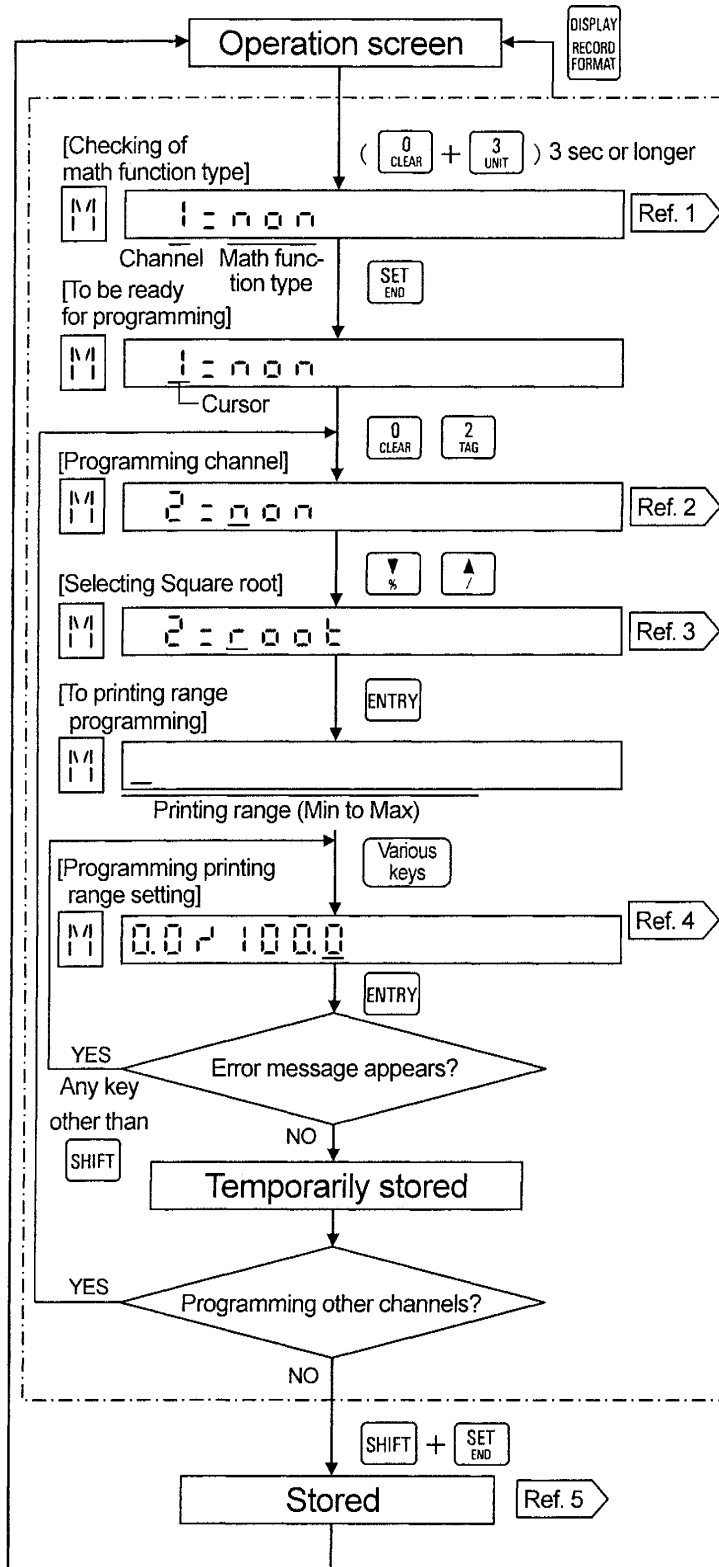 Operation screen
DISPLAY
RECORD
FORMAT
[Checking of
math function type]
( 0 CLEAR + 3 UNIT ) 3 sec or longer
M 1=non
Ref. 1
Channel Math func-
tion type
SET
END
[To be ready
for programming]
M 1=non
Cursor
0
CLEAR
2
TAG
[Programming channel]
M 2=non
Ref. 2
▼
%
▲
/
[Selecting Square root]
M 2=root
Ref. 3
[To printing range
programming]
ENTRY
M _
Printing range (Min to Max)
Various
keys
[Programming printing
range setting]
M 0.0/100.0
Ref. 4
ENTRY
YES
Error message appears?
Any key
other than
SHIFT
NO
Temporarily stored
YES
Programming other channels?
NO
SHIFT + SET END
Stored
Ref. 5